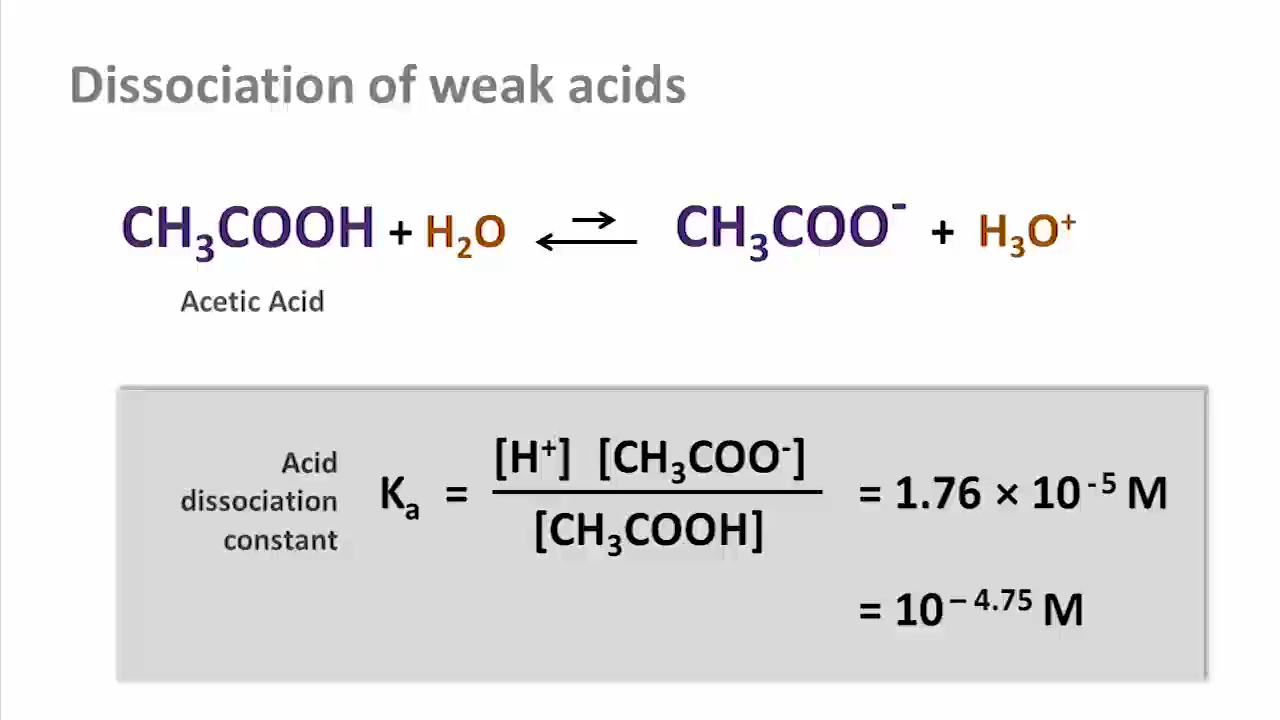 Dissociation of weak acids
CH₃COOH + H₂O ⇌ CH₃COO⁻ + H₃O⁺
Acetic Acid
Acid
dissociation
constant
Kₐ = [H⁺] [CH₃COO⁻] / [CH₃COOH] = 1.76 × 10⁻⁵ M
= 10⁻⁴·⁷⁵ M